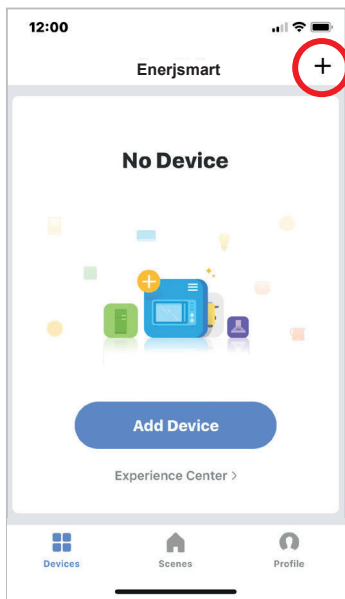 12:00
Enerjsmart
+
No Device
Add Device
Experience Center >
Devices
Scenes
Profile